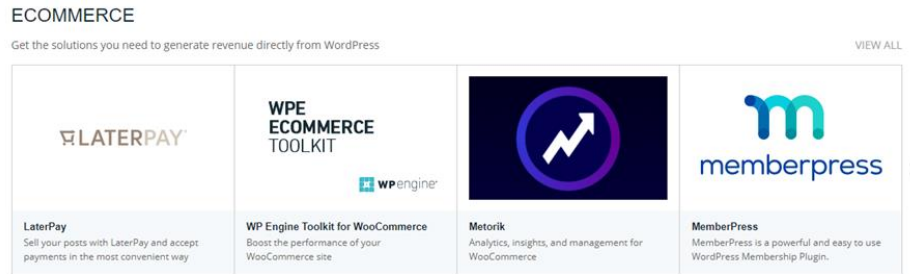 ECOMMERCE
Get the solutions you need to generate revenue directly from WordPress
VIEW ALL
LATERPAY
WPE
ECOMMERCE
TOOLKIT
WPengine
memberpress
LaterPay
Sell your posts with LaterPay and accept
payments in the most convenient way
WP Engine Toolkit for WooCommerce
Boost the performance of your
WooCommerce site
Metorik
Analytics, insights, and management for
WooCommerce
MemberPress
MemberPress is a powerful and easy to use
WordPress Membership Plugin.